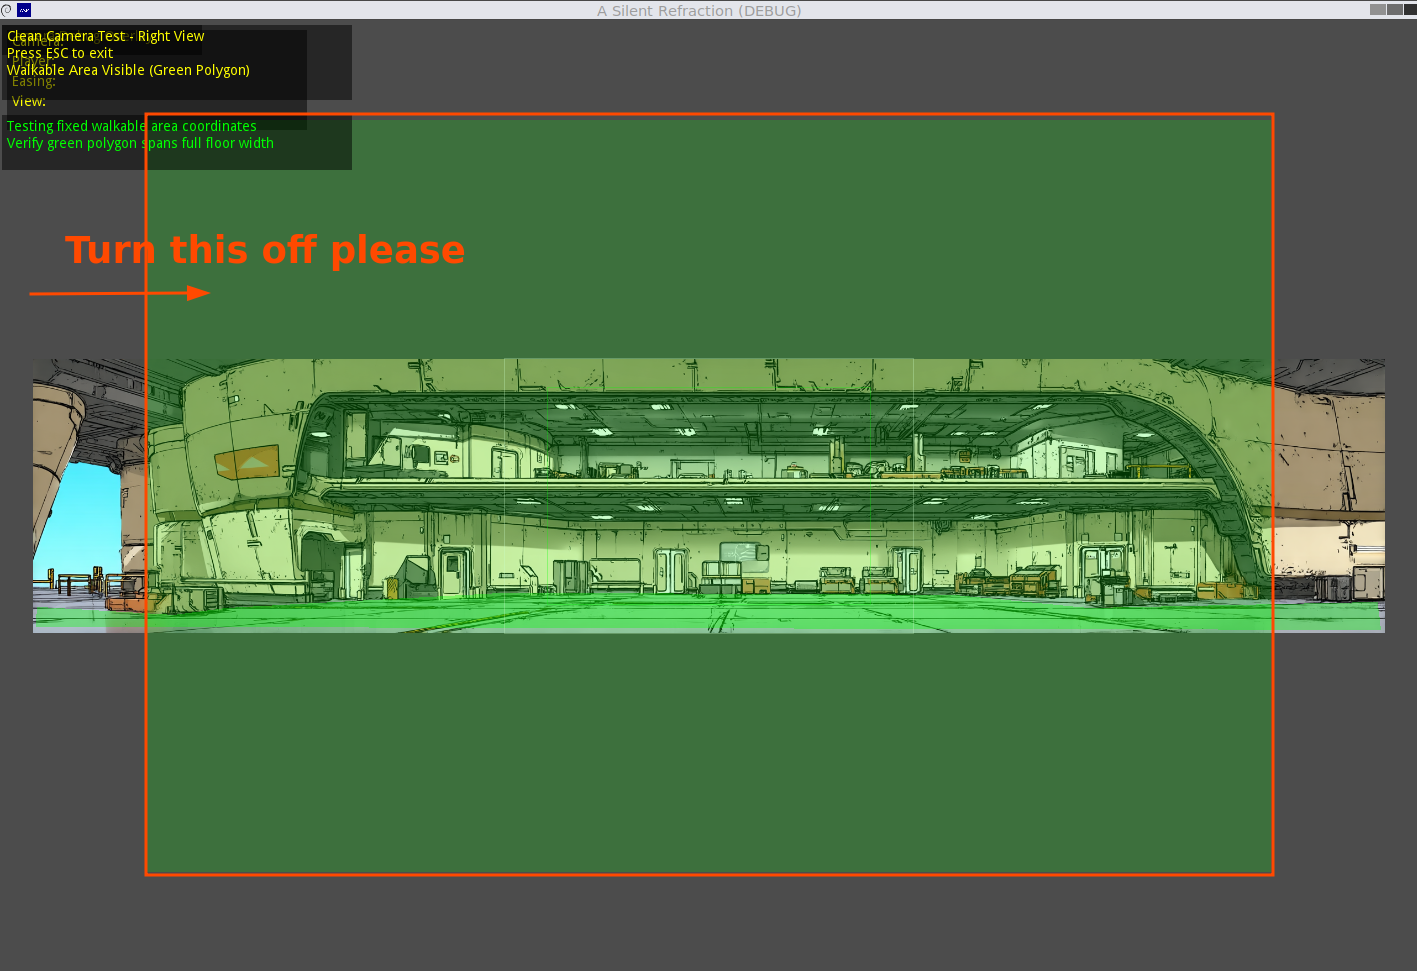 A Silent Refraction (DEBUG)
Clean Camera Test - Right View
Camera:
Press ESC to exit
Player:
Walkable Area Visible (Green Polygon)
Easing:
View:
Testing fixed walkable area coordinates
Verify green polygon spans full floor width
Turn this off please